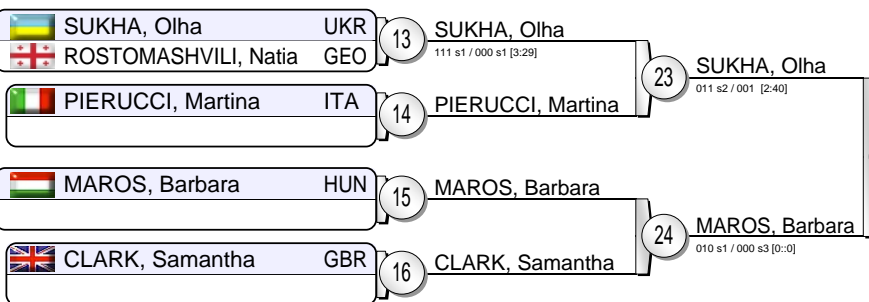 SUKHA, Olha UKR
ROSTOMASHVILI, Natia GEO
13
SUKHA, Olha
111 s1 / 000 s1 [3:29]
PIERUCCI, Martina ITA
14
PIERUCCI, Martina
23
SUKHA, Olha
011 s2 / 001 [2:40]
MAROS, Barbara HUN
15
MAROS, Barbara
CLARK, Samantha GBR
16
CLARK, Samantha
24
MAROS, Barbara
010 s1 / 000 s3 [0::0]